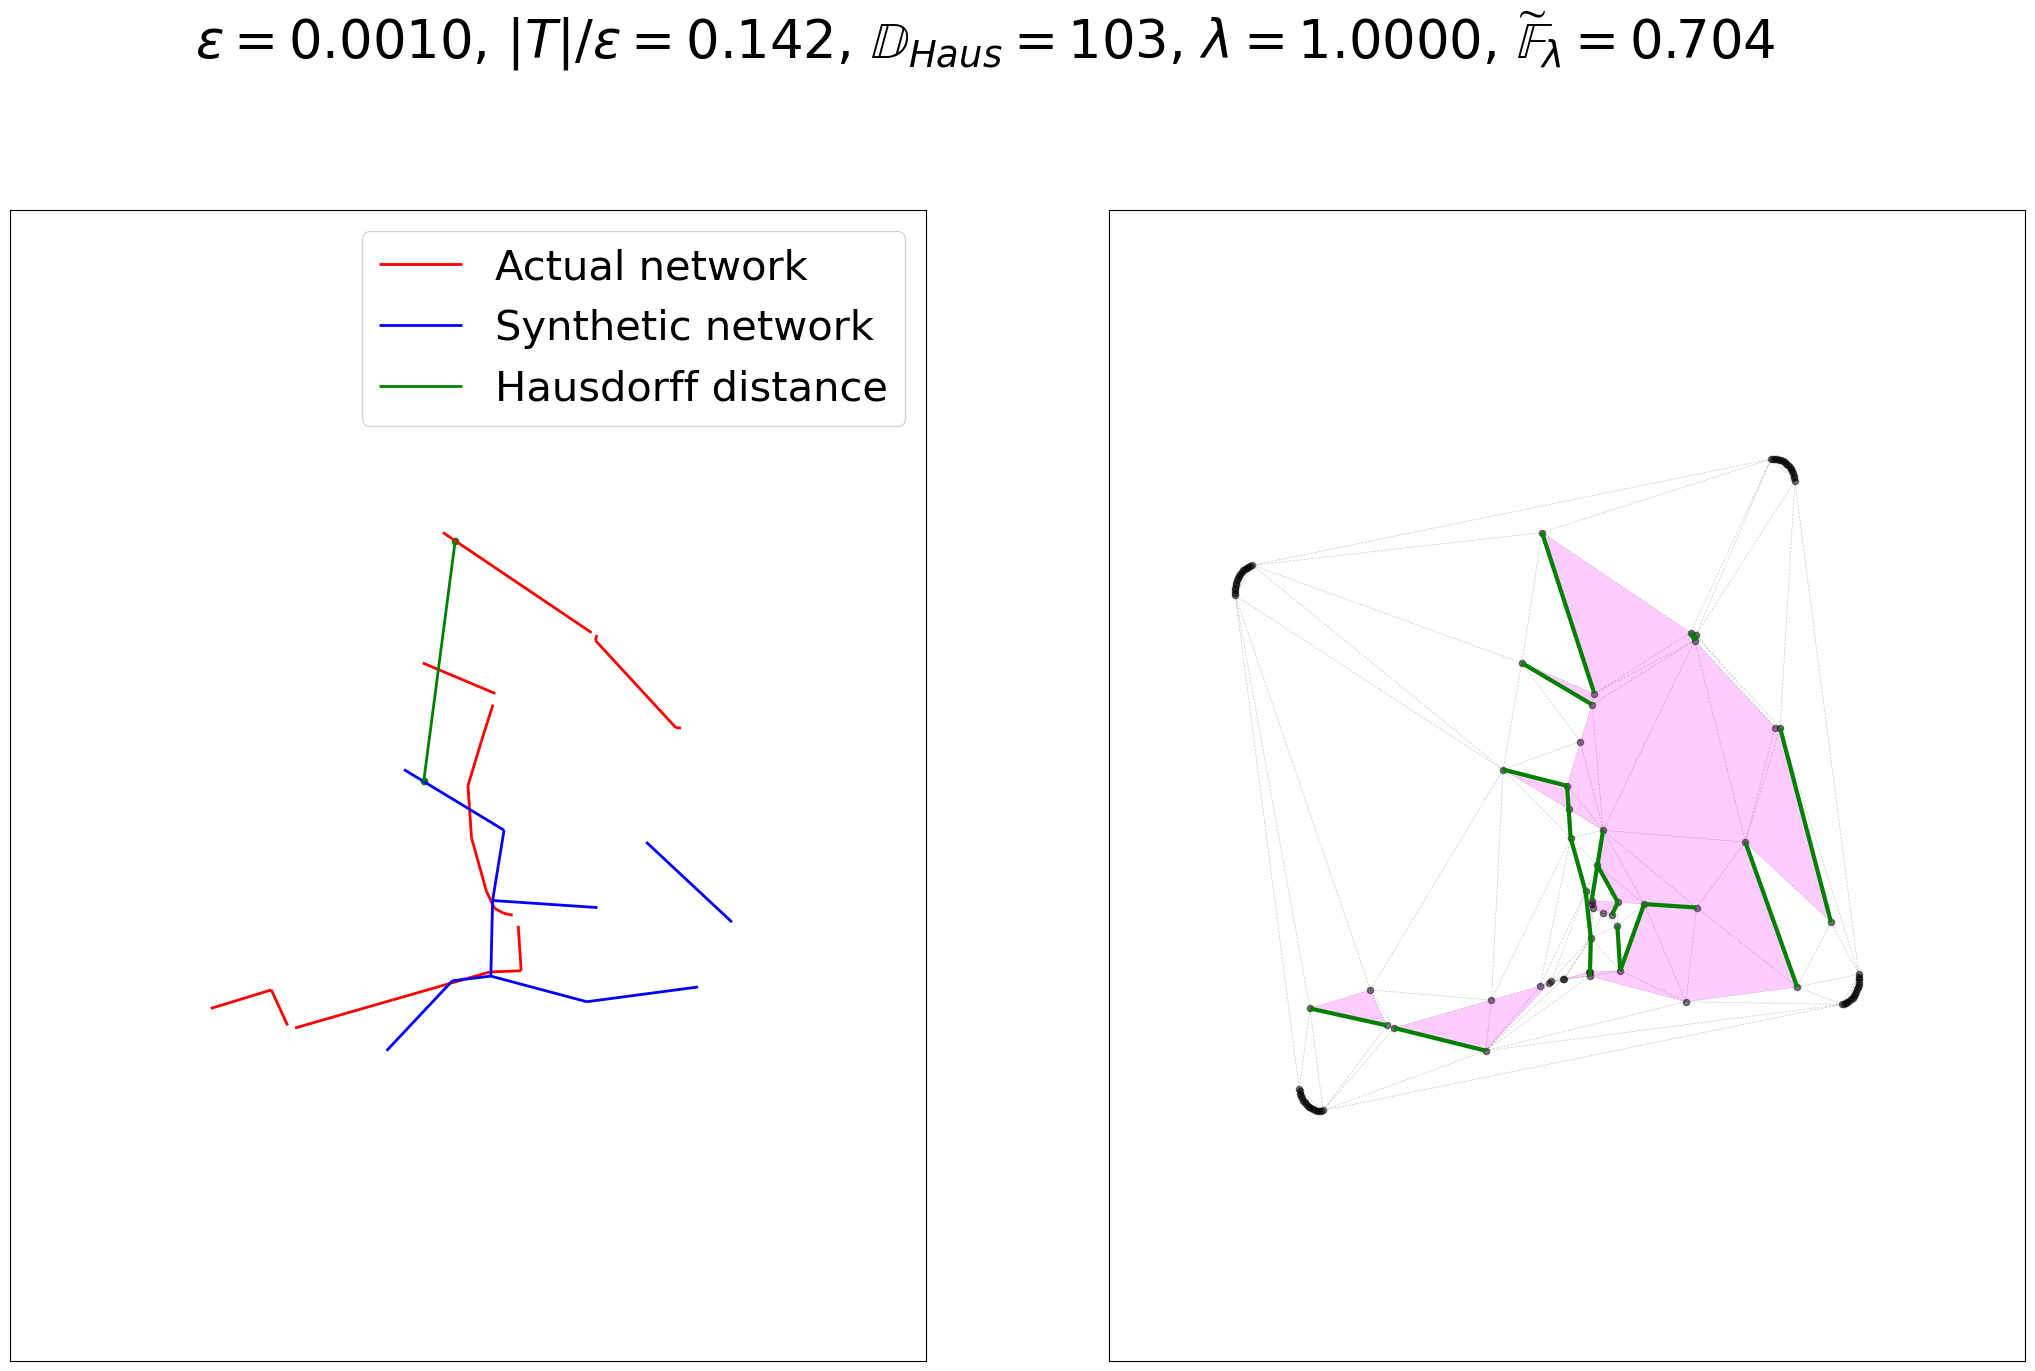 ε = 0.0010, |T|/ε = 0.142, 𝔻_Haus = 103, λ = 1.0000, 𝔽̃_λ = 0.704
Actual network
Synthetic network
Hausdorff distance